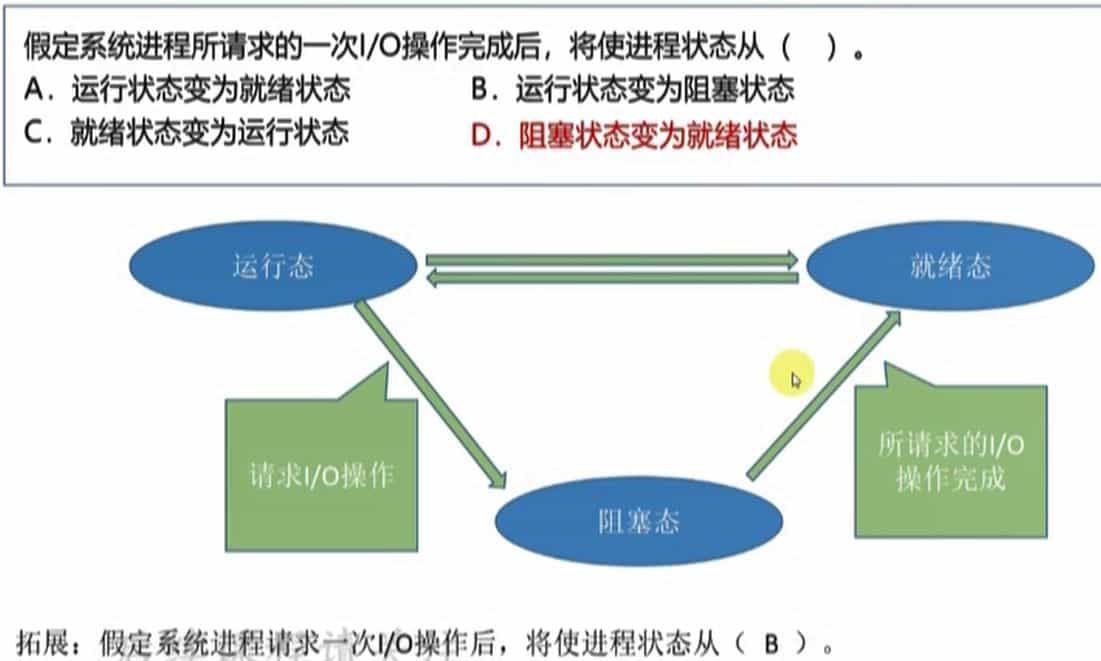 假定系统进程所请求的一次I/O操作完成后，将使进程状态从（ ）。
A．运行状态变为就绪状态 B．运行状态变为阻塞状态
C．就绪状态变为运行状态 D．阻塞状态变为就绪状态
运行态
就绪态
请求I/O操作
所请求的I/O
操作完成
阻塞态
拓展：假定系统进程请求一次I/O操作后，将使进程状态从（ B ）。